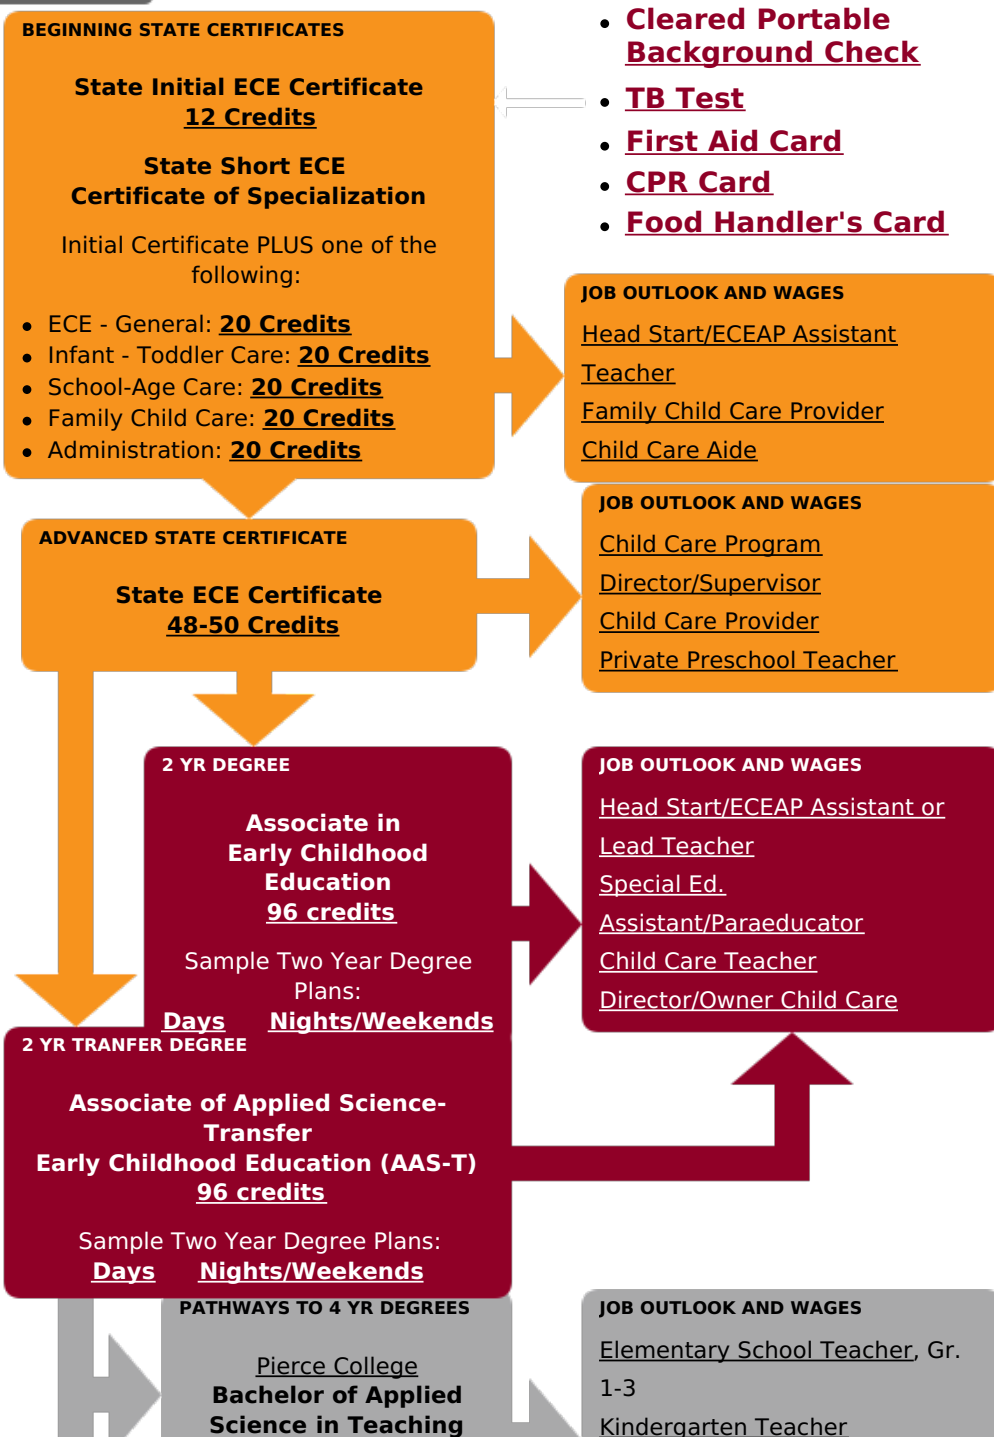 BEGINNING STATE CERTIFICATES
State Initial ECE Certificate
12 Credits
State Short ECE
Certificate of Specialization
Initial Certificate PLUS one of the
following:
• ECE - General: 20 Credits
• Infant - Toddler Care: 20 Credits
• School-Age Care: 20 Credits
• Family Child Care: 20 Credits
• Administration: 20 Credits
• Cleared Portable
Background Check
• TB Test
• First Aid Card
• CPR Card
• Food Handler's Card
JOB OUTLOOK AND WAGES
Head Start/ECEAP Assistant
Teacher
Family Child Care Provider
Child Care Aide
ADVANCED STATE CERTIFICATE
State ECE Certificate
48-50 Credits
JOB OUTLOOK AND WAGES
Child Care Program
Director/Supervisor
Child Care Provider
Private Preschool Teacher
2 YR DEGREE
Associate in
Early Childhood
Education
96 credits
Sample Two Year Degree
Plans:
Days Nights/Weekends
JOB OUTLOOK AND WAGES
Head Start/ECEAP Assistant or
Lead Teacher
Special Ed.
Assistant/Paraeducator
Child Care Teacher
Director/Owner Child Care
2 YR TRANFER DEGREE
Associate of Applied Science-
Transfer
Early Childhood Education (AAS-T)
96 credits
Sample Two Year Degree Plans:
Days Nights/Weekends
PATHWAYS TO 4 YR DEGREES
Pierce College
Bachelor of Applied
Science in Teaching
JOB OUTLOOK AND WAGES
Elementary School Teacher, Gr.
1-3
Kindergarten Teacher